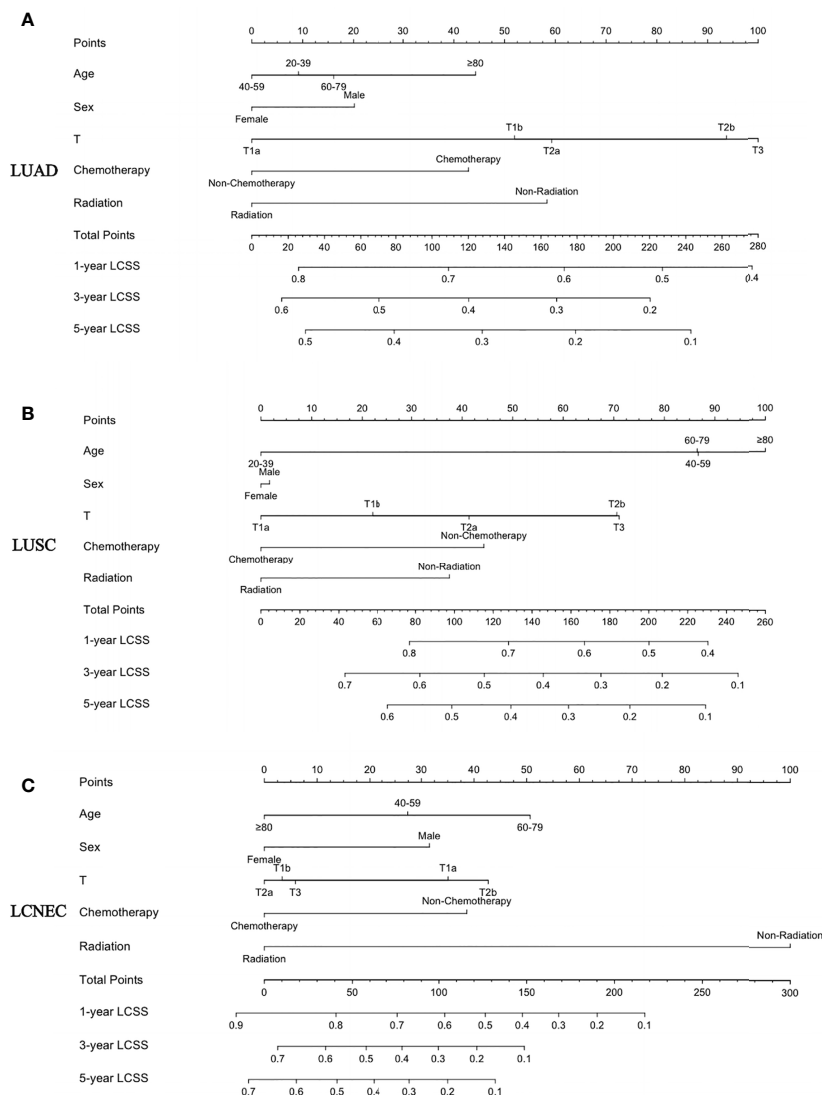 A
0 10 20 30 40 50 60 70 80 90 100
Points
20-39 ≥80
Age
40-59 60-79
Male
Sex
Female
T1b T2b
T
T1a T2a T3
Chemotherapy
LUAD Chemotherapy
Non-Chemotherapy
Non-Radiation
Radiation
Radiation
Total Points
0 20 40 60 80 100 120 140 160 180 200 220 240 260 280
1-year LCSS
0.8 0.7 0.6 0.5 0.4
3-year LCSS
0.6 0.5 0.4 0.3 0.2
5-year LCSS
0.5 0.4 0.3 0.2 0.1
B
0 10 20 30 40 50 60 70 80 90 100
Points
60-79 ≥80
Age
20-39 40-59
Male
Sex
Female
T1b T2b
T
T1a T2a T3
Non-Chemotherapy
LUSC Chemotherapy
Chemotherapy
Non-Radiation
Radiation
Radiation
Total Points
0 20 40 60 80 100 120 140 160 180 200 220 240 260
1-year LCSS
0.8 0.7 0.6 0.5 0.4
3-year LCSS
0.7 0.6 0.5 0.4 0.3 0.2 0.1
5-year LCSS
0.6 0.5 0.4 0.3 0.2 0.1
C
0 10 20 30 40 50 60 70 80 90 100
Points
40-59
Age
≥80 60-79
Male
Sex
Female
T1b T1a
T
T2a T3 T2b
Non-Chemotherapy
LCNEC Chemotherapy
Chemotherapy
Non-Radiation
Radiation
Radiation
Total Points
0 50 100 150 200 250 300
1-year LCSS
0.9 0.8 0.7 0.6 0.5 0.4 0.3 0.2 0.1
3-year LCSS
0.7 0.6 0.5 0.4 0.3 0.2 0.1
5-year LCSS
0.7 0.6 0.5 0.4 0.3 0.2 0.1